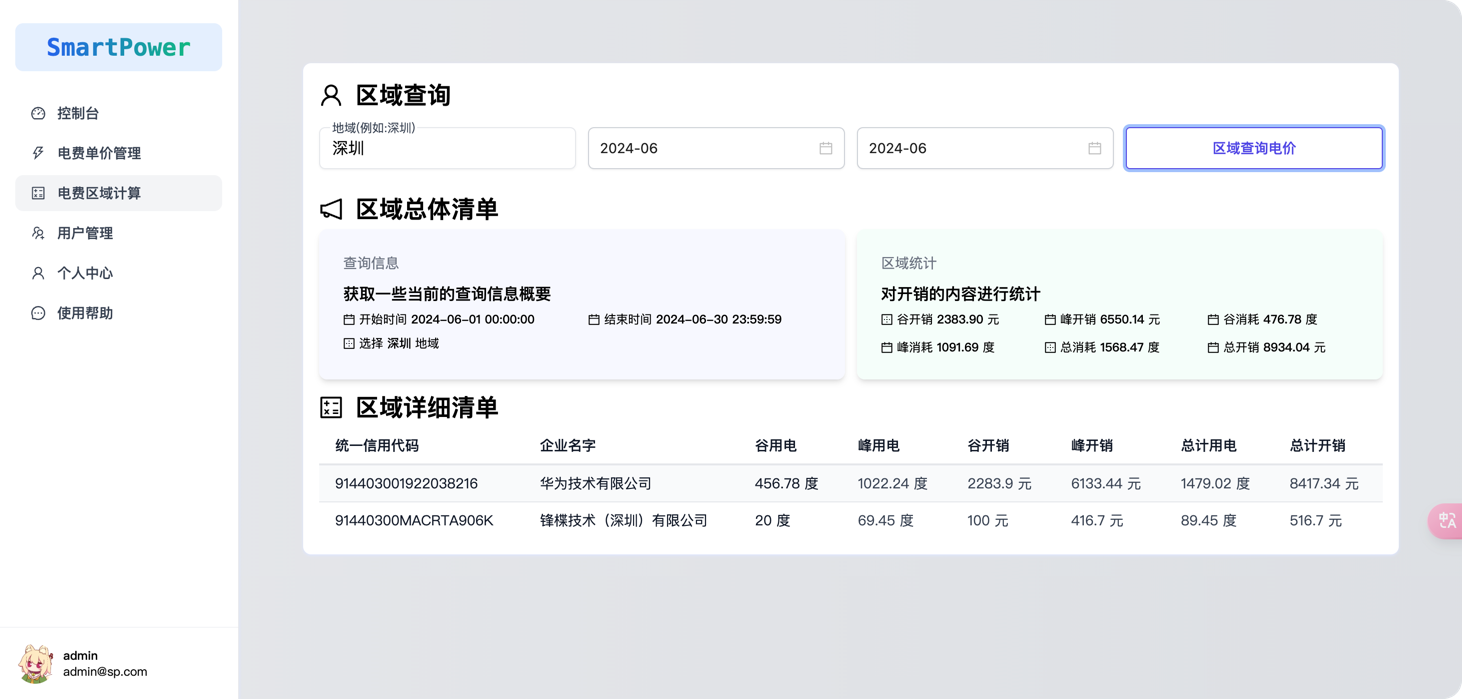 SmartPower
控制台
电费单价管理
电费区域计算
用户管理
个人中心
使用帮助
admin
admin@sp.com
区域查询
地域(例如:深圳)
深圳
2024-06
2024-06
区域查询电价
区域总体清单
查询信息
获取一些当前的查询信息概要
开始时间 2024-06-01 00:00:00 结束时间 2024-06-30 23:59:59
选择 深圳 地域
区域统计
对开销的内容进行统计
谷开销 2383.90 元 峰开销 6550.14 元 谷消耗 476.78 度
峰消耗 1091.69 度 总消耗 1568.47 度 总开销 8934.04 元
区域详细清单
统一信用代码 企业名字 谷用电 峰用电 谷开销 峰开销 总计用电 总计开销
914403001922038216 华为技术有限公司 456.78 度 1022.24 度 2283.9 元 6133.44 元 1479.02 度 8417.34 元
91440300MACRTA906K 锋楪技术（深圳）有限公司 20 度 69.45 度 100 元 416.7 元 89.45 度 516.7 元
中A